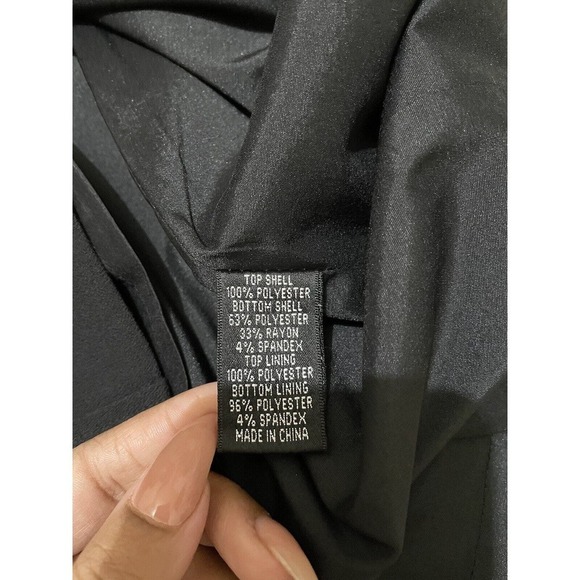 TOP SHELL
100% POLYESTER
BOTTOM SHELL
63% POLYESTER
33% RAYON
4% SPANDEX
TOP LINING
100% POLYESTER
BOTTOM LINING
96% POLYESTER
4% SPANDEX
MADE IN CHINA